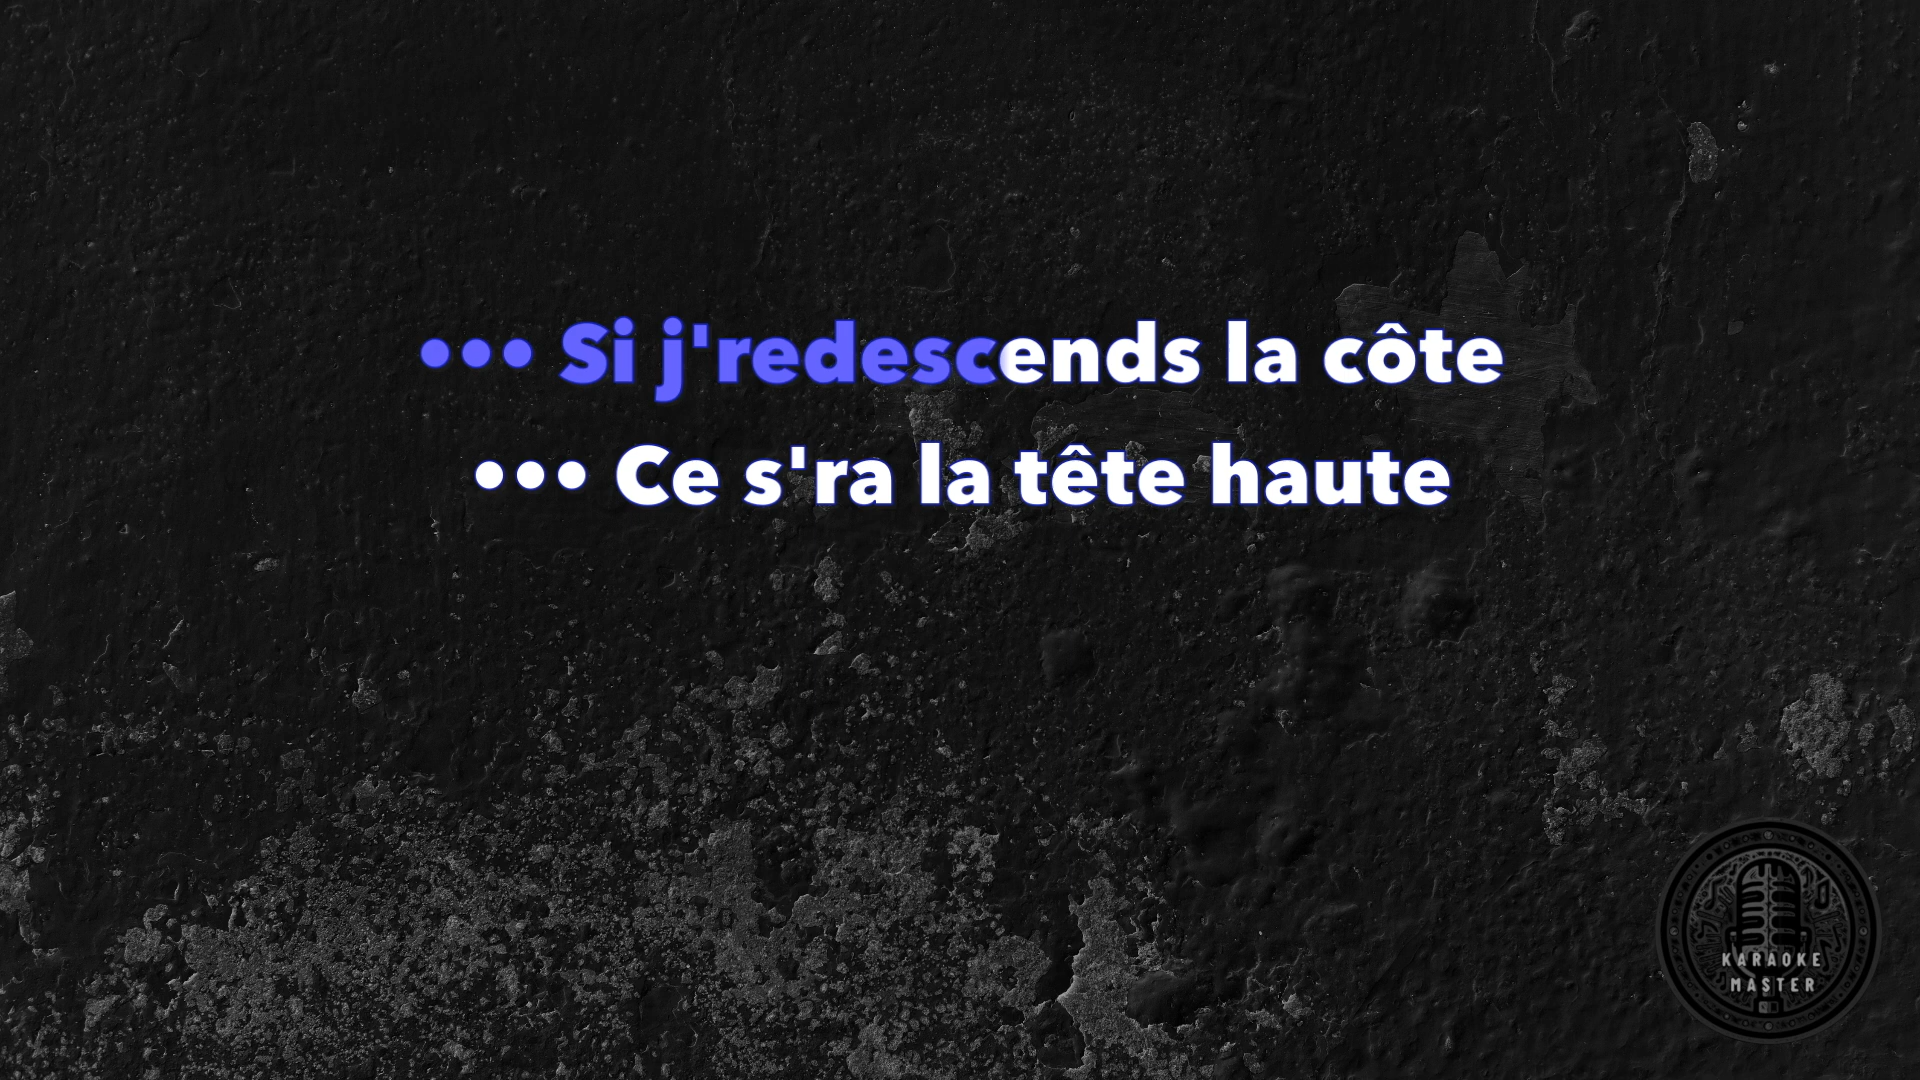 ••• Si j'redescends la côte
••• Ce s'ra la tête haute
KARAOKE
MASTER